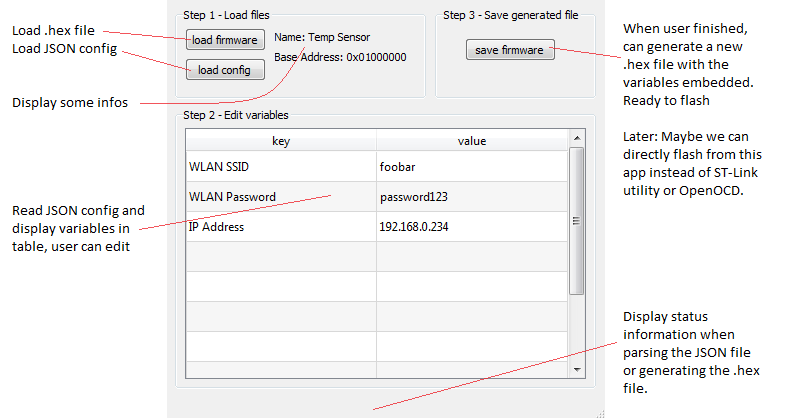 Load .hex file
Load JSON config
Display some infos
Read JSON config and
display variables in
table, user can edit
Step 1 - Load files
load firmware
Name: Temp Sensor
load config
Base Address: 0x01000000
Step 3 - Save generated file
save firmware
Step 2 - Edit variables
key value
WLAN SSID foobar
WLAN Password password123
IP Address 192.168.0.234
When user finished,
can generate a new
.hex file with the
variables embedded.
Ready to flash
Later: Maybe we can
directly flash from this
app instead of ST-Link
utility or OpenOCD.
Display status
information when
parsing the JSON file
or generating the .hex
file.